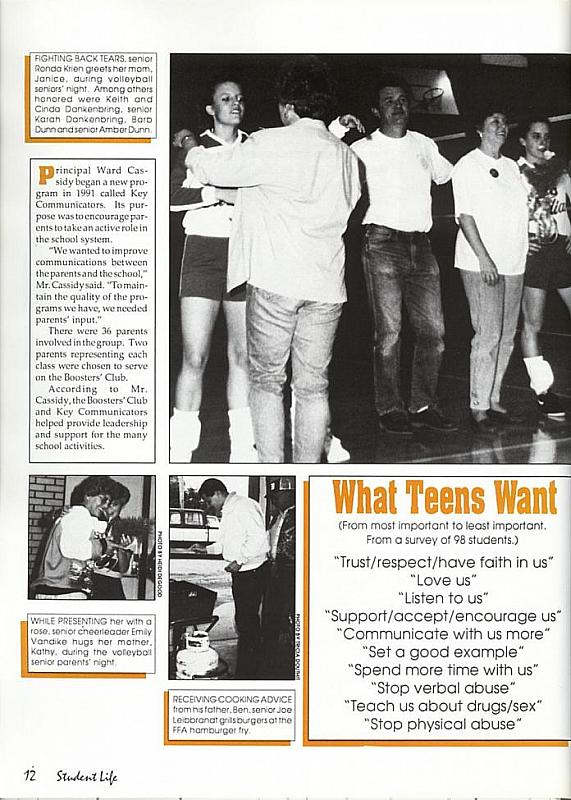 FIGHTING BACK TEARS, senior
Ronda Krien greets her mom,
Janice, during volleyball
seniors' night. Among others
honored were Keith and
Cinda Dankenbring, senior
Karah Dankenbring, Barb
Dunn and senior Amber Dunn.
Principal Ward Cas-
sidy began a new pro-
gram in 1991 called Key
Communicators. Its pur-
pose was to encourage par-
ents to take an active role in
the school system.
"We wanted to improve
communications between
the parents and the school,"
Mr. Cassidy said. "To main-
tain the quality of the pro-
grams we have, we needed
parents' input."
There were 36 parents
involved in the group. Two
parents representing each
class were chosen to serve
on the Boosters' Club.
According to Mr.
Cassidy, the Boosters' Club
and Key Communicators
helped provide leadership
and support for the many
school activities.
PHOTO BY HEIDI DEGOOD
WHILE PRESENTING her with a
rose, senior cheerleader Emily
Vandike hugs her mother,
Kathy, during the volleyball
senior parents' night.
PHOTO BY TRICIA DOUTHIT
RECEIVING COOKING ADVICE
from his father, Ben, senior Joe
Leibbrandt grills burgers at the
FFA hamburger fry.
What Teens Want
(From most important to least important.
From a survey of 98 students.)
"Trust/respect/have faith in us"
"Love us"
"Listen to us"
"Support/accept/encourage us"
"Communicate with us more"
"Set a good example"
"Spend more time with us"
"Stop verbal abuse"
"Teach us about drugs/sex"
"Stop physical abuse"
12 Student Life